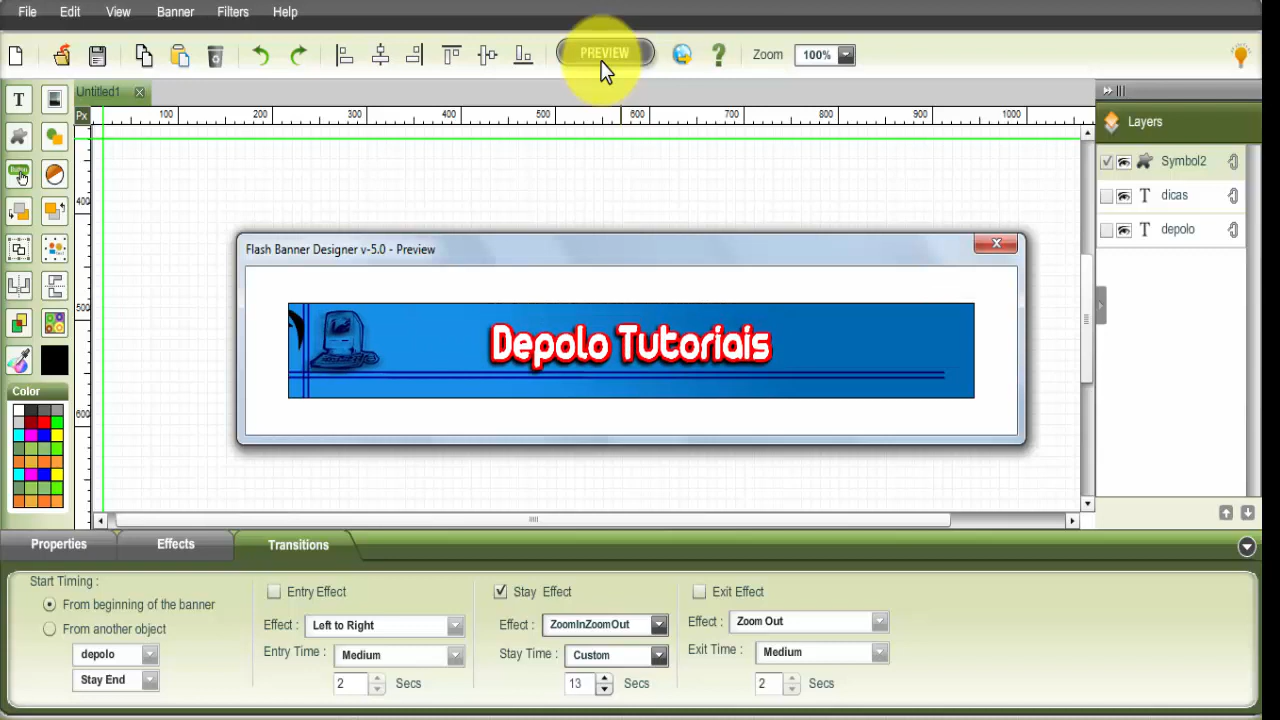 File Edit View Banner Filters Help
PREVIEW Zoom 100%
Untitled1
Px 100 200 300 400 500 600 700 800 900 1000
400
500
600
T
Layers
Symbol2
T dicas
T depolo
Flash Banner Designer v-5.0 - Preview
Depolo Tutoriais
Color
Properties Effects Transitions
Start Timing :
From beginning of the banner
From another object
depolo
Stay End
Entry Effect
Effect : Left to Right
Entry Time : Medium
2 Secs
Stay Effect
Effect : ZoomInZoomOut
Stay Time : Custom
13 Secs
Exit Effect
Effect : Zoom Out
Exit Time : Medium
2 Secs